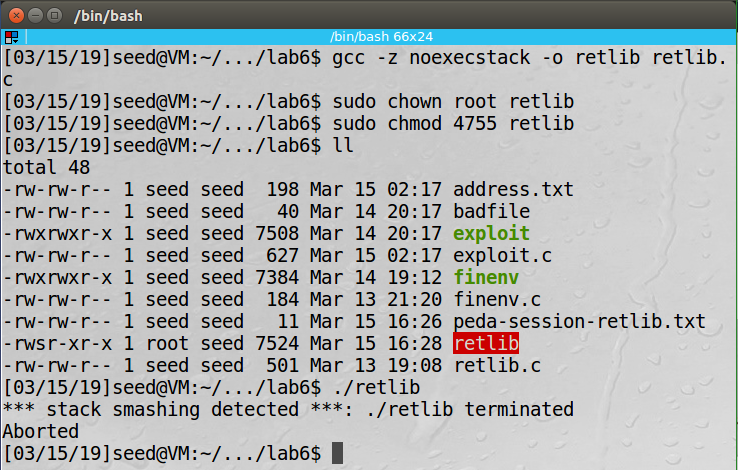 /bin/bash
/bin/bash 66x24
[03/15/19]seed@VM:~/.../lab6$ gcc -z noexecstack -o retlib retlib.
c
[03/15/19]seed@VM:~/.../lab6$ sudo chown root retlib
[03/15/19]seed@VM:~/.../lab6$ sudo chmod 4755 retlib
[03/15/19]seed@VM:~/.../lab6$ ll
total 48
-rw-rw-r-- 1 seed seed  198 Mar 15 02:17 address.txt
-rw-rw-r-- 1 seed seed   40 Mar 14 20:17 badfile
-rwxrwxr-x 1 seed seed 7508 Mar 14 20:17 exploit
-rw-rw-r-- 1 seed seed  627 Mar 15 02:17 exploit.c
-rwxrwxr-x 1 seed seed 7384 Mar 14 19:12 finenv
-rw-rw-r-- 1 seed seed  184 Mar 13 21:20 finenv.c
-rw-rw-r-- 1 seed seed   11 Mar 15 16:26 peda-session-retlib.txt
-rwsr-xr-x 1 root seed 7524 Mar 15 16:28 retlib
-rw-rw-r-- 1 seed seed  501 Mar 13 19:08 retlib.c
[03/15/19]seed@VM:~/.../lab6$ ./retlib
*** stack smashing detected ***: ./retlib terminated
Aborted
[03/15/19]seed@VM:~/.../lab6$